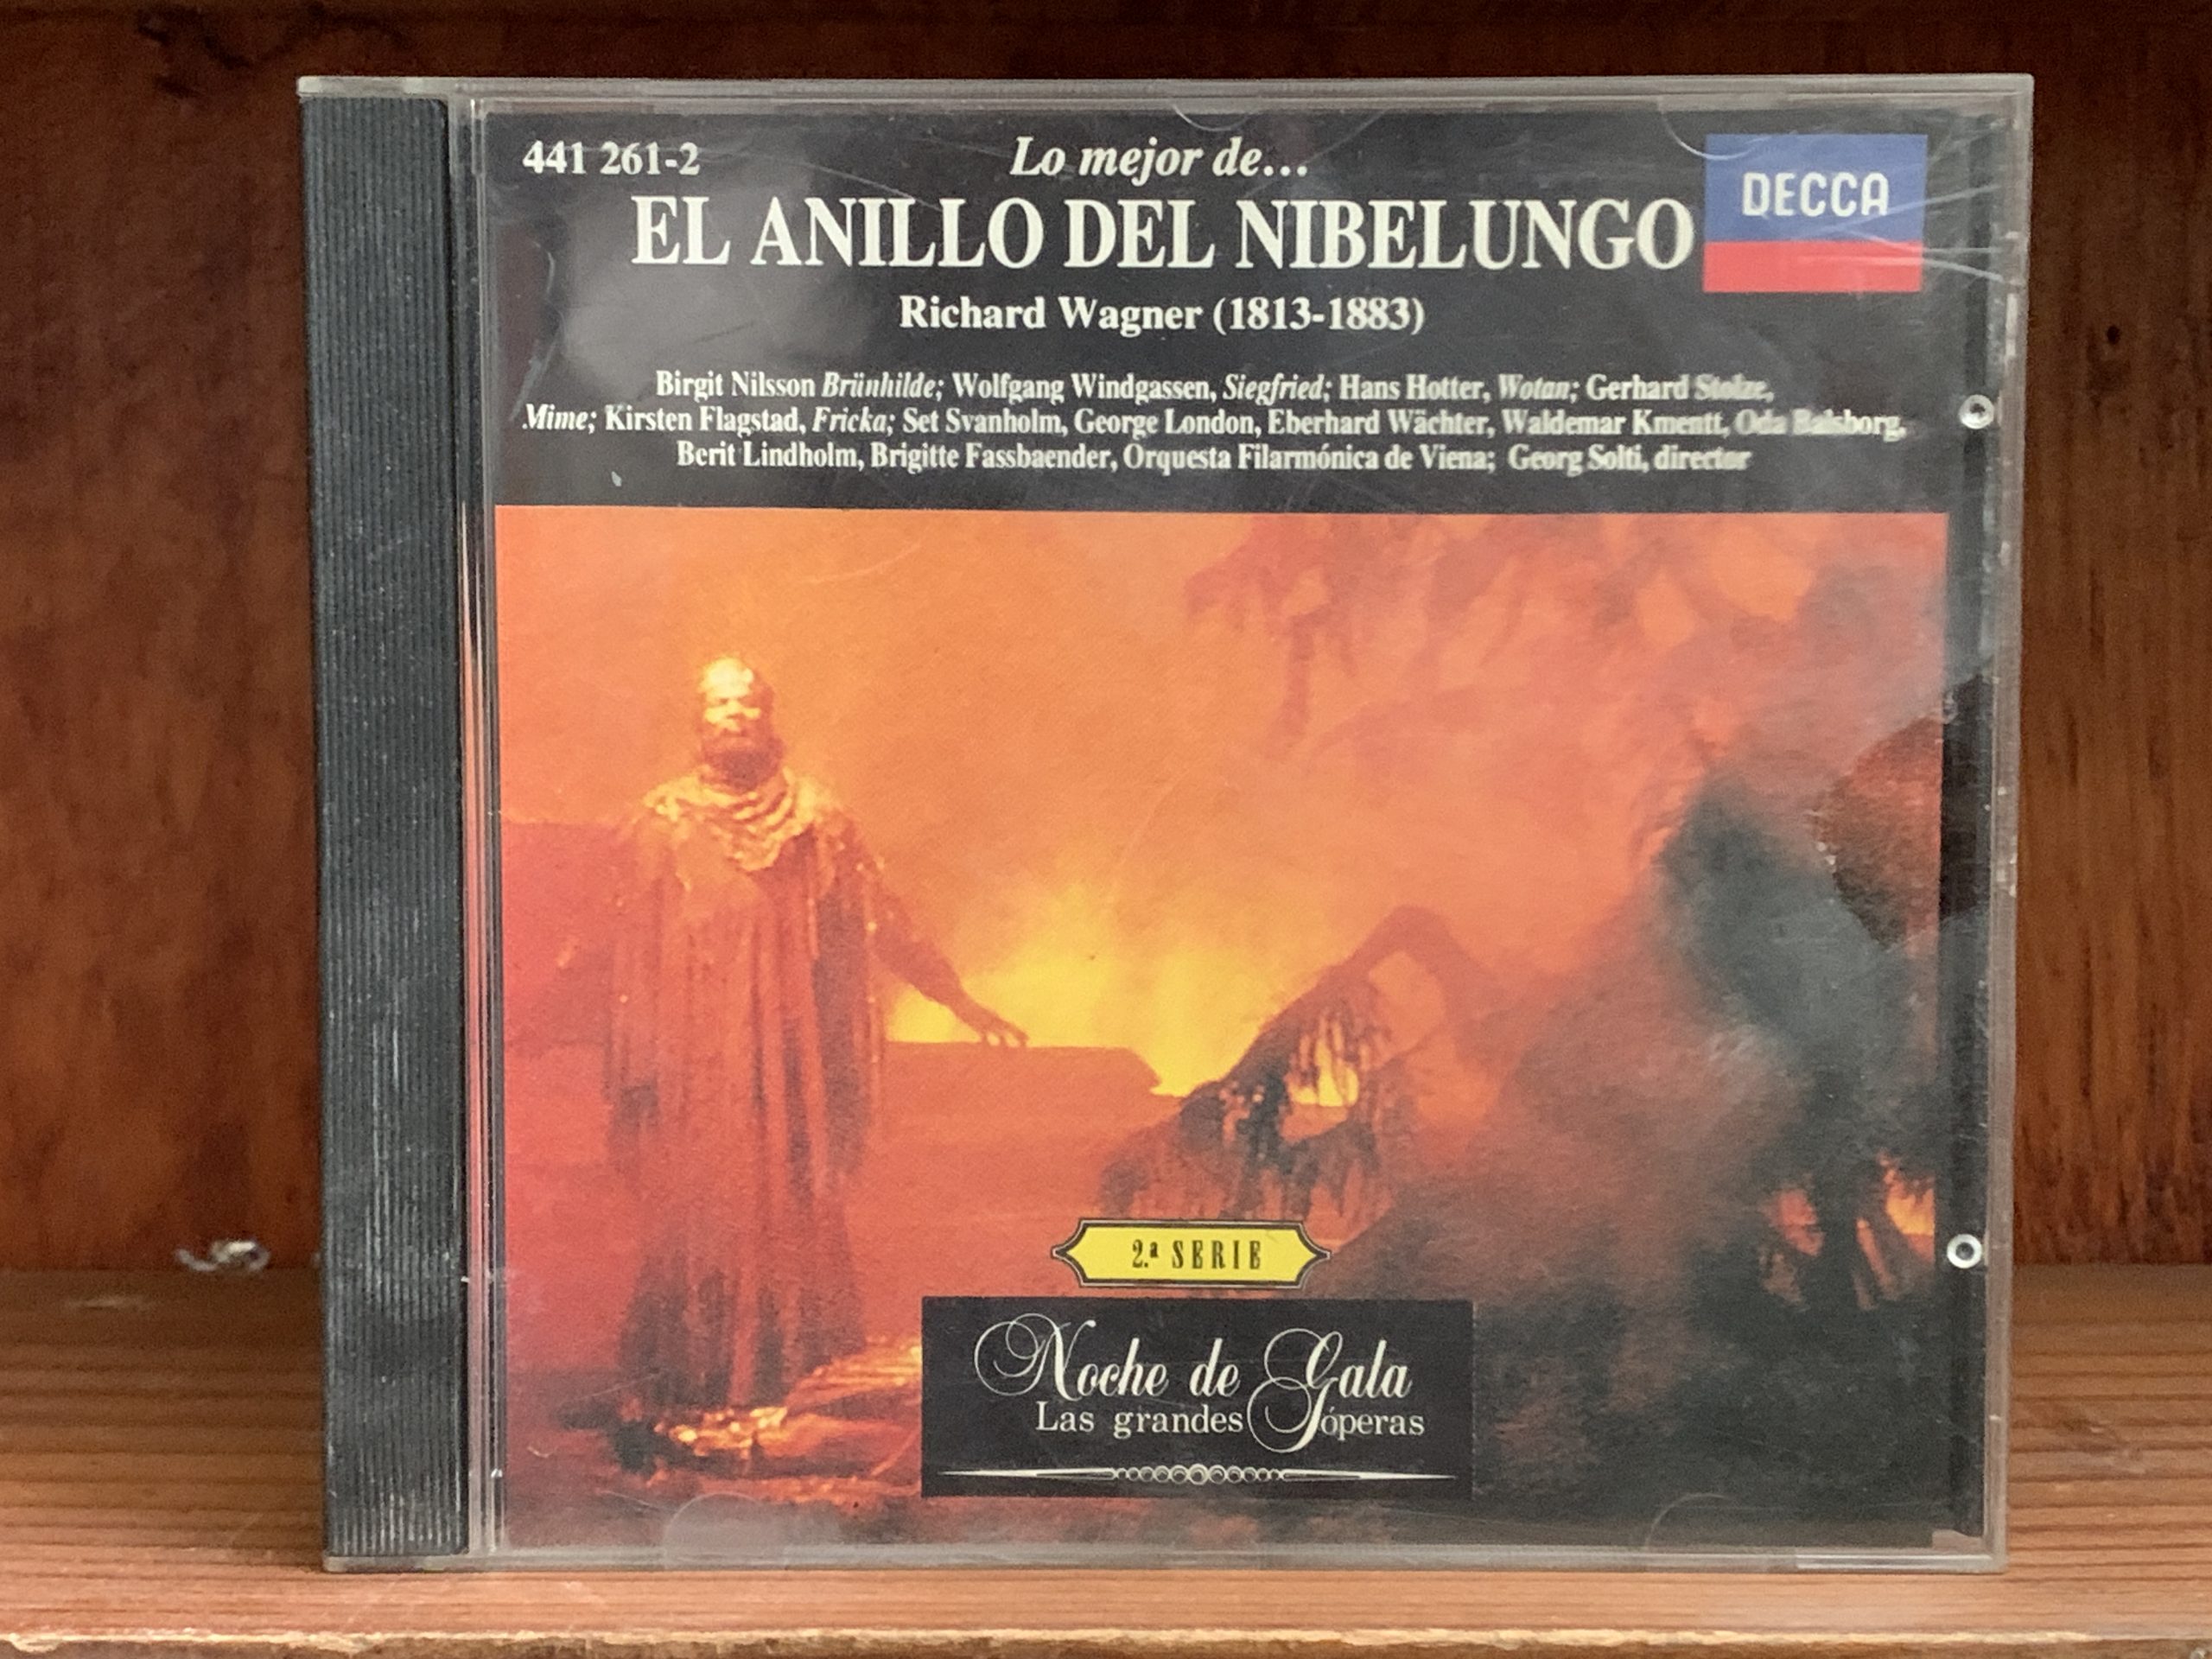 441 261-2
Lo mejor de...
DECCA
EL ANILLO DEL NIBELUNGO
Richard Wagner (1813-1883)
Birgit Nilsson Brünhilde; Wolfgang Windgassen, Siegfried; Hans Hotter, Wotan; Gerhard Stolze,
Mime; Kirsten Flagstad, Fricka; Set Svanholm, George London, Eberhard Wächter, Waldemar Kmentt, Oda Balsborg,
Berit Lindholm, Brigitte Fassbaender, Orquesta Filarmónica de Viena; Georg Solti, director
2.ª SERIE
Noche de Gala
Las grandes óperas